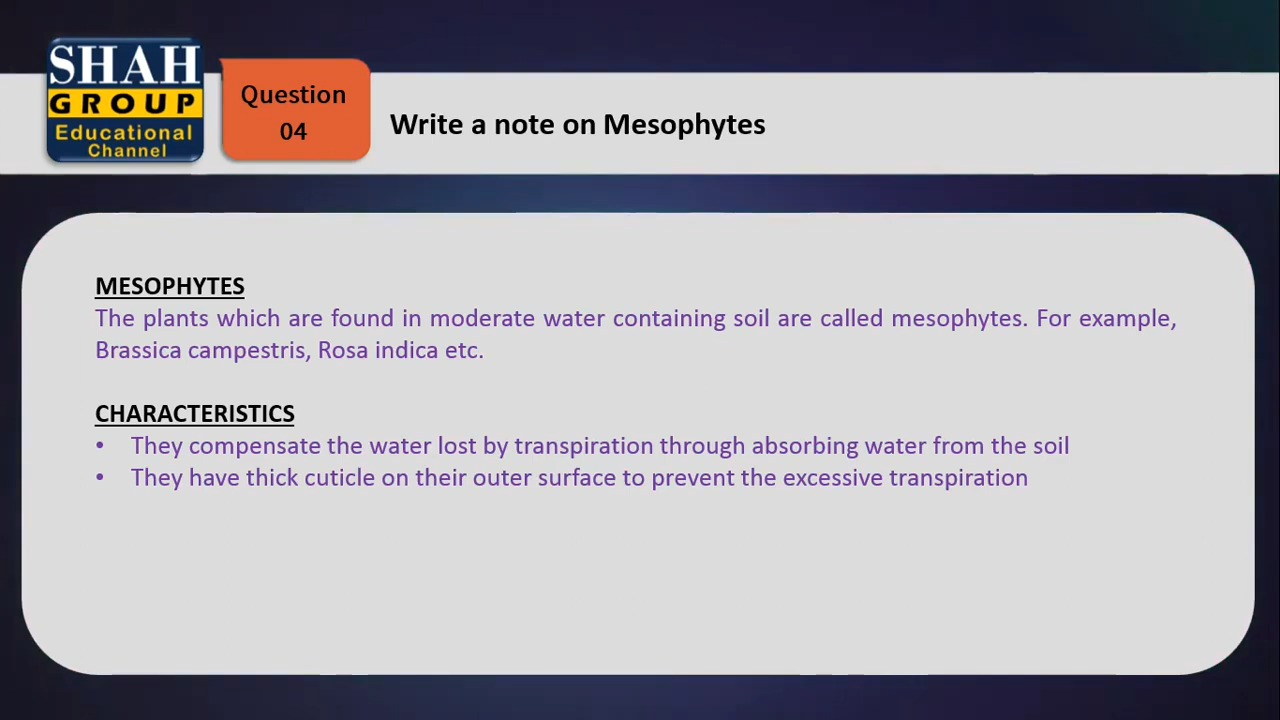 SHAH
GROUP
Educational
Channel
Question
04
Write a note on Mesophytes
MESOPHYTES
The plants which are found in moderate water containing soil are called mesophytes. For example,
Brassica campestris, Rosa indica etc.
CHARACTERISTICS
• They compensate the water lost by transpiration through absorbing water from the soil
• They have thick cuticle on their outer surface to prevent the excessive transpiration